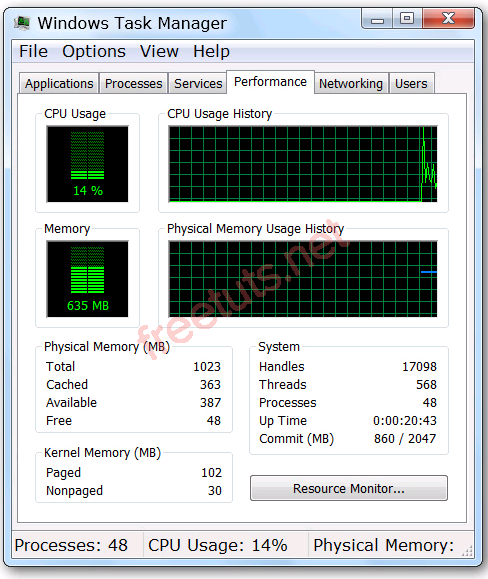 Windows Task Manager
File Options View Help
Applications Processes Services Performance Networking Users
CPU Usage CPU Usage History
14 %
Memory Physical Memory Usage History
635 MB
freetuts.net
Physical Memory (MB)
Total 1023
Cached 363
Available 387
Free 48
System
Handles 17098
Threads 568
Processes 48
Up Time 0:00:20:43
Commit (MB) 860 / 2047
Kernel Memory (MB)
Paged 102
Nonpaged 30
Resource Monitor...
Processes: 48 CPU Usage: 14% Physical Memory: